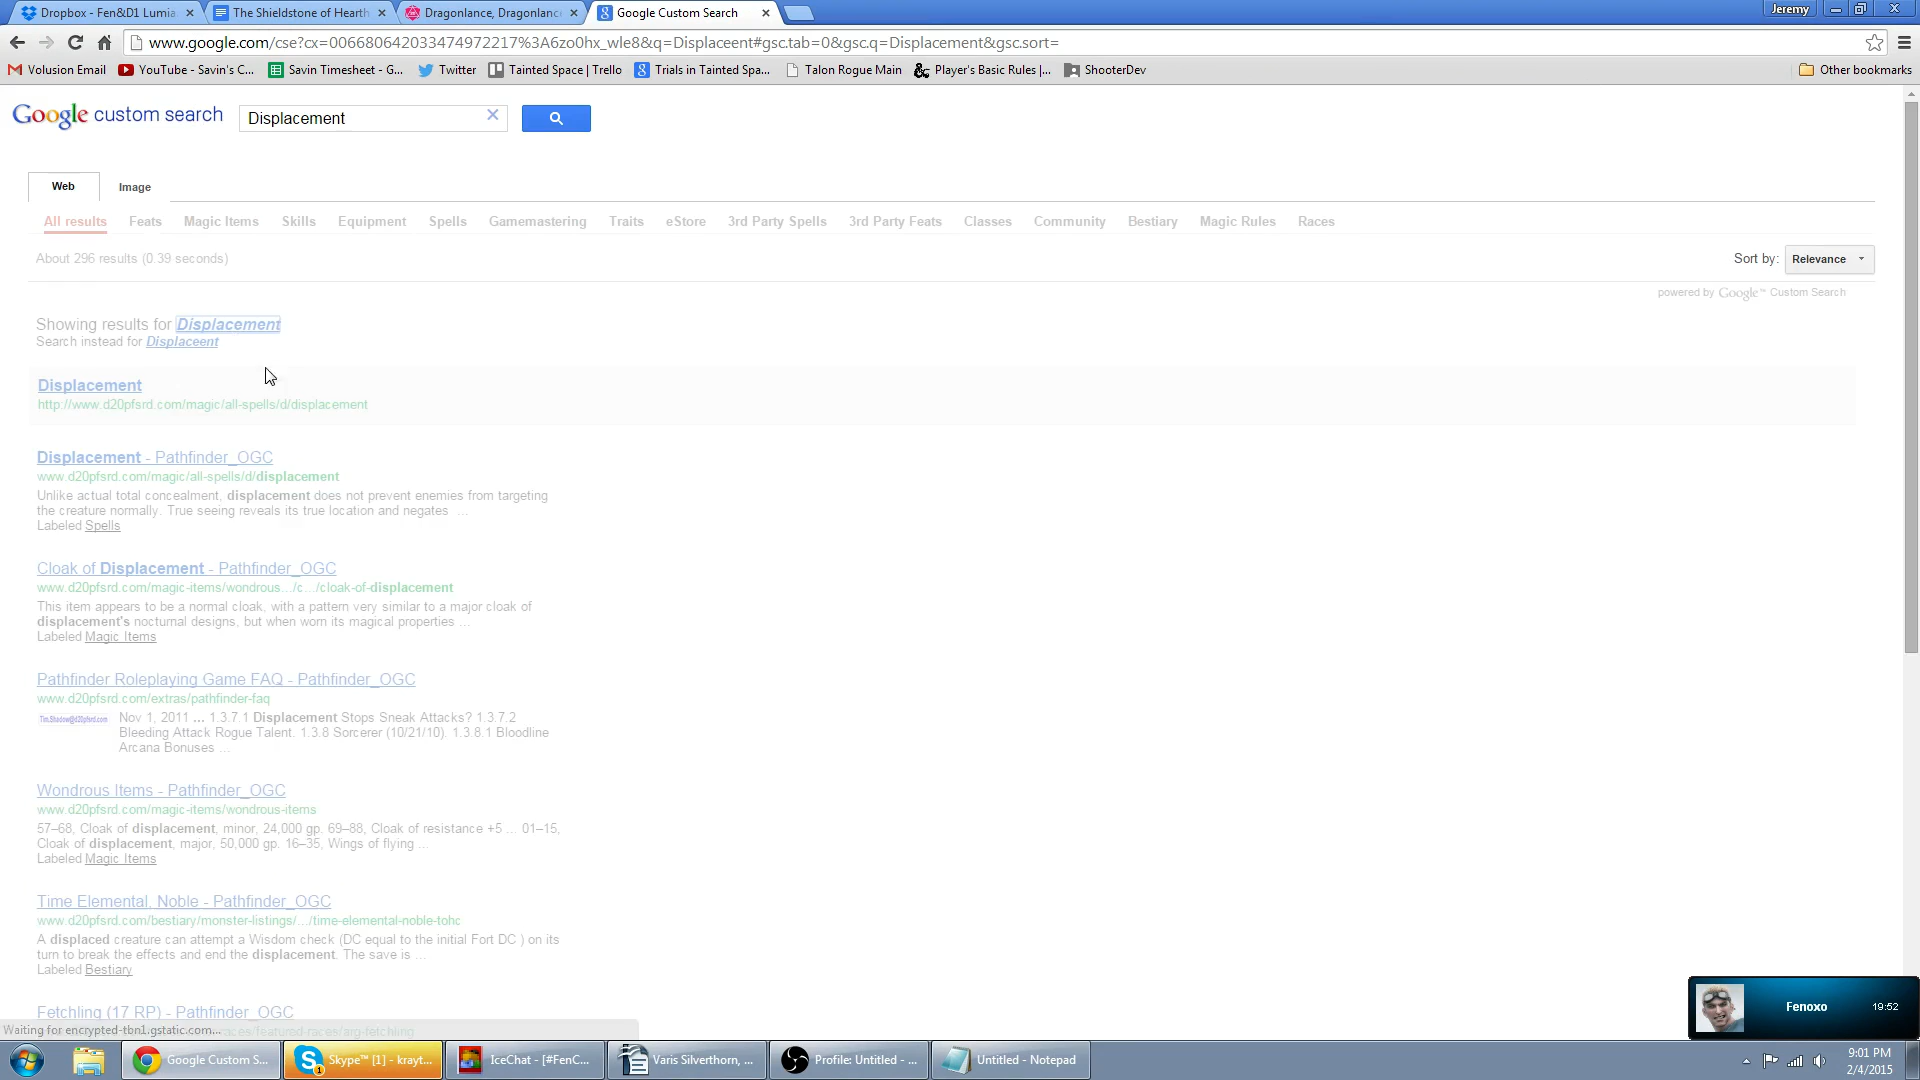 Dropbox - Fen&D1 Lumia
The Shieldstone of Hearth
Dragonlance, Dragonlance
Google Custom Search
Jeremy
www.google.com/cse?cx=006680642033474972217%3A6zo0hx_wle8&q=Displaceent#gsc.tab=0&gsc.q=Displacement&gsc.sort=
Volusion Email
YouTube - Savin's C...
Savin Timesheet - G...
Twitter
Tainted Space | Trello
Trials in Tainted Spa...
Talon Rogue Main
Player's Basic Rules |...
ShooterDev
Other bookmarks
Google custom search
Displacement
Web
Image
All results
Feats
Magic Items
Skills
Equipment
Spells
Gamemastering
Traits
eStore
3rd Party Spells
3rd Party Feats
Classes
Community
Bestiary
Magic Rules
Races
About 296 results (0.39 seconds)
Sort by:
Relevance
powered by Google™ Custom Search
Showing results for Displacement
Search instead for Displaceent
Displacement
http://www.d20pfsrd.com/magic/all-spells/d/displacement
Displacement - Pathfinder_OGC
www.d20pfsrd.com/magic/all-spells/d/displacement
Unlike actual total concealment, displacement does not prevent enemies from targeting
the creature normally. True seeing reveals its true location and negates ...
Labeled Spells
Cloak of Displacement - Pathfinder_OGC
www.d20pfsrd.com/magic-items/wondrous.../c.../cloak-of-displacement
This item appears to be a normal cloak, with a pattern very similar to a major cloak of
displacement's nocturnal designs, but when worn its magical properties ...
Labeled Magic Items
Pathfinder Roleplaying Game FAQ - Pathfinder_OGC
www.d20pfsrd.com/extras/pathfinder-faq
Tim.Shadow@d20pfsrd.com
Nov 1, 2011 ... 1.3.7.1 Displacement Stops Sneak Attacks? 1.3.7.2
Bleeding Attack Rogue Talent. 1.3.8 Sorcerer (10/21/10). 1.3.8.1 Bloodline
Arcana Bonuses ...
Wondrous Items - Pathfinder_OGC
www.d20pfsrd.com/magic-items/wondrous-items
57–68, Cloak of displacement, minor, 24,000 gp. 69–88, Cloak of resistance +5 ... 01–15,
Cloak of displacement, major, 50,000 gp. 16–35, Wings of flying ...
Labeled Magic Items
Time Elemental, Noble - Pathfinder_OGC
www.d20pfsrd.com/bestiary/monster-listings/.../time-elemental-noble-tohc
A displaced creature can attempt a Wisdom check (DC equal to the initial Fort DC ) on its
turn to break the effects and end the displacement. The save is ...
Labeled Bestiary
Fetchling (17 RP) - Pathfinder_OGC
Waiting for encrypted-tbn1.gstatic.com...
aces/featured-races/arg-fetchling
Fenoxo
19:52
Google Custom S...
Skype™ [1] - krayt...
IceChat - [#FenC...
Varis Silverthorn, ...
Profile: Untitled - ...
Untitled - Notepad
9:01 PM
2/4/2015